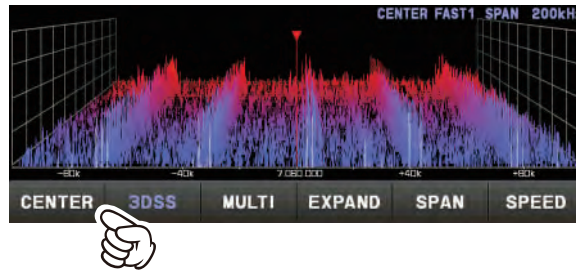 CENTER FAST1 SPAN 200kH
-80k -40k 7.080.000 +40k +80k
CENTER 3DSS MULTI EXPAND SPAN SPEED